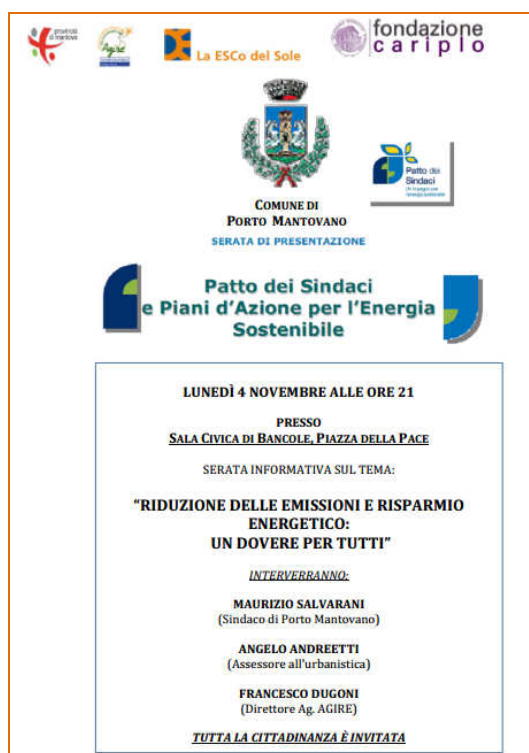 provincia
di mantova
Agire
La ESCo del Sole
fondazione
cariplo
Patto dei
Sindaci
COMUNE DI
PORTO MANTOVANO
SERATA DI PRESENTAZIONE
Patto dei Sindaci
e Piani d'Azione per l'Energia
Sostenibile
LUNEDÌ 4 NOVEMBRE ALLE ORE 21
PRESSO
SALA CIVICA DI BANCOLE, PIAZZA DELLA PACE
SERATA INFORMATIVA SUL TEMA:
“RIDUZIONE DELLE EMISSIONI E RISPARMIO
ENERGETICO:
UN DOVERE PER TUTTI”
INTERVERRANNO:
MAURIZIO SALVARANI
(Sindaco di Porto Mantovano)
ANGELO ANDREETTI
(Assessore all'urbanistica)
FRANCESCO DUGONI
(Direttore Ag. AGIRE)
TUTTA LA CITTADINANZA È INVITATA